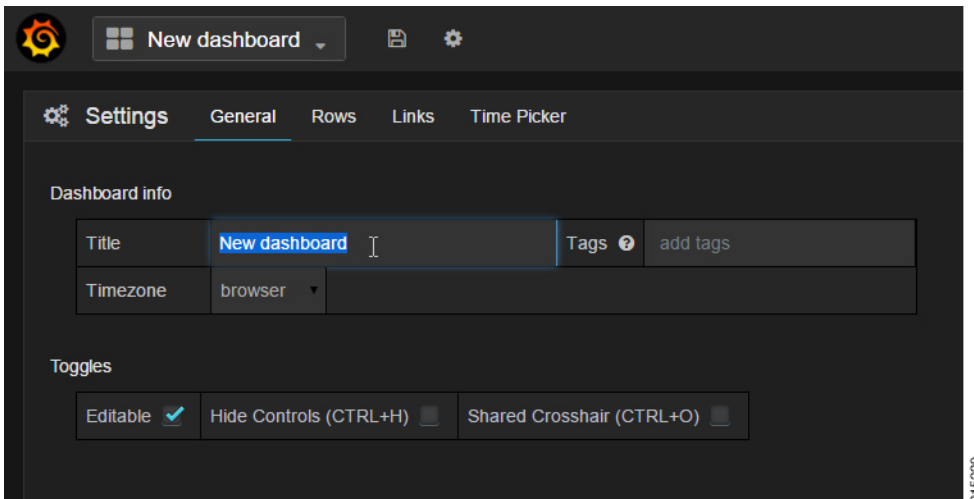 New dashboard
Settings General Rows Links Time Picker
Dashboard info
Title New dashboard Tags ? add tags
Timezone browser
Toggles
Editable Hide Controls (CTRL+H) Shared Crosshair (CTRL+O)